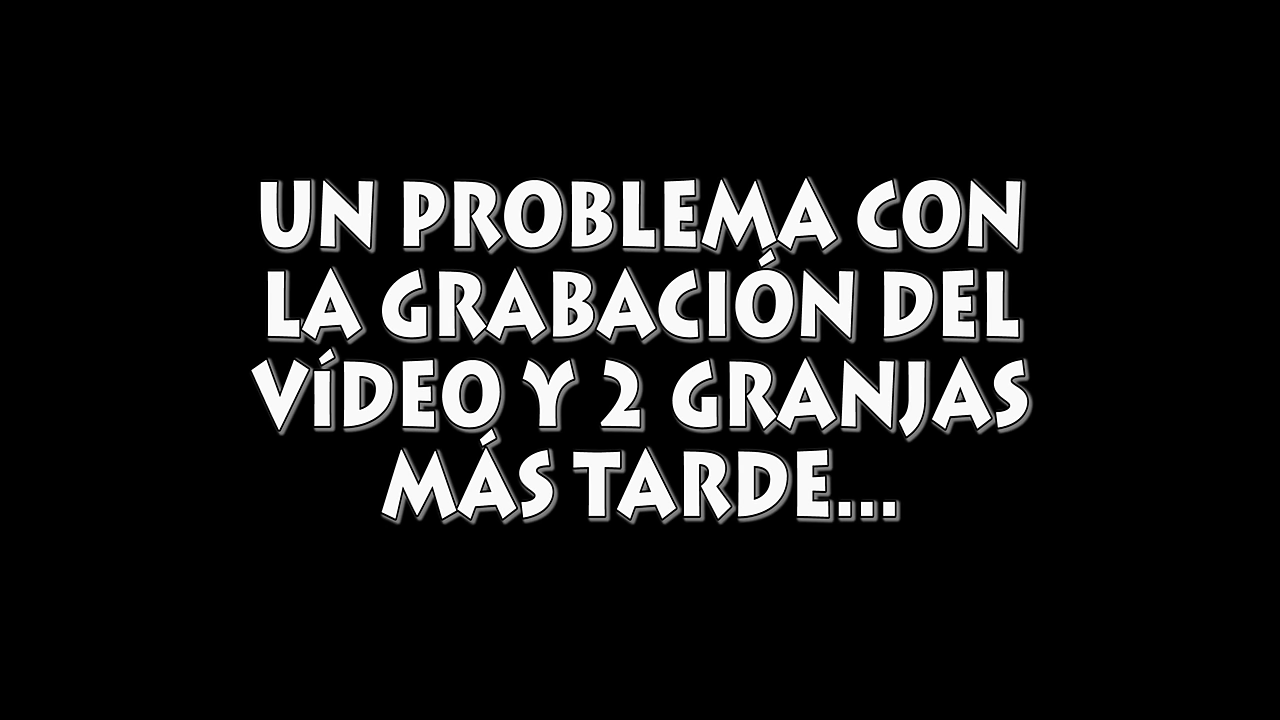 UN PROBLEMA CON
LA GRABACIÓN DEL
VÍDEO Y 2 GRANJAS
MÁS TARDE...